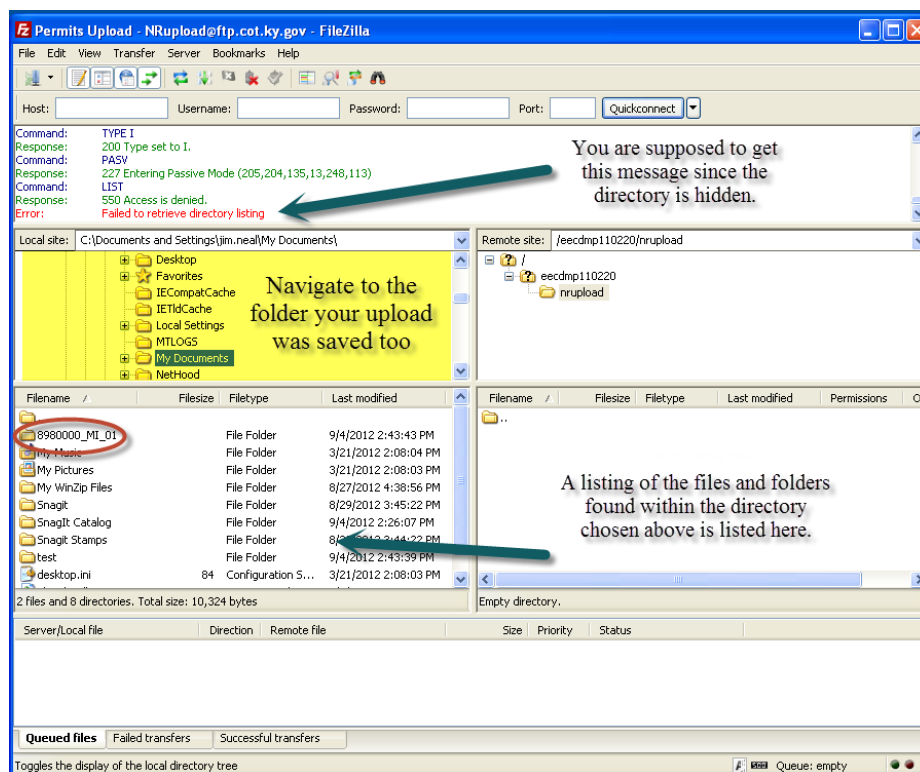 Permits Upload - NRupload@ftp.cot.ky.gov - FileZilla
File Edit View Transfer Server Bookmarks Help
Host: Username: Password: Port: Quickconnect
Command: TYPE I
Response: 200 Type set to I.
Command: PASV
Response: 227 Entering Passive Mode (205,204,135,13,248,113)
Command: LIST
Response: 550 Access is denied.
Error: Failed to retrieve directory listing
You are supposed to get
this message since the
directory is hidden.
Local site: C:\Documents and Settings\jim.neal\My Documents\
Desktop
Favorites
IECompatCache
IETldCache
Local Settings
MTLOGS
My Documents
NetHood
Navigate to the
folder your upload
was saved too
Remote site: /eecdmp110220/nrupload
/
eecdmp110220
nrupload
Filename Filesize Filetype Last modified
..
8980000_MI_01 File Folder 9/4/2012 2:43:43 PM
My Music File Folder 3/21/2012 2:08:04 PM
My Pictures File Folder 3/21/2012 2:08:03 PM
My WinZip Files File Folder 8/27/2012 4:38:56 PM
Snagit File Folder 8/29/2012 3:45:22 PM
SnagIt Catalog File Folder 9/4/2012 2:26:07 PM
Snagit Stamps File Folder 3:44:22 PM
test File Folder 9/4/2012 2:43:39 PM
desktop.ini 84 Configuration S... 3/21/2012 2:08:03 PM
2 files and 8 directories. Total size: 10,324 bytes
Filename Filesize Filetype Last modified Permissions O
..
A listing of the files and folders
found within the directory
chosen above is listed here.
Empty directory.
Server/Local file Direction Remote file Size Priority Status
Queued files Failed transfers Successful transfers
Toggles the display of the local directory tree
Queue: empty